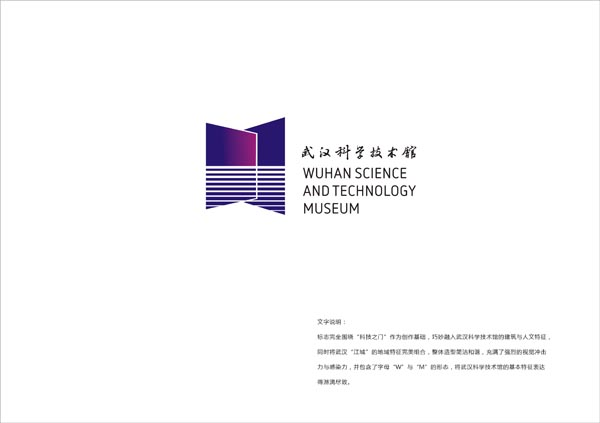 武汉科学技术馆
WUHAN SCIENCE
AND TECHNOLOGY
MUSEUM
文字说明：
标志完全围绕“科技之门”作为创作基础，巧妙融入武汉科学技术馆的建筑与人文特征，
同时将武汉“江城”的地域特征完美组合，整体造型简洁和谐，充满了强烈的视觉冲击
力与感染力，并包含了字母“W”与“M”的形态，将武汉科学技术馆的基本特征表达
得淋漓尽致。